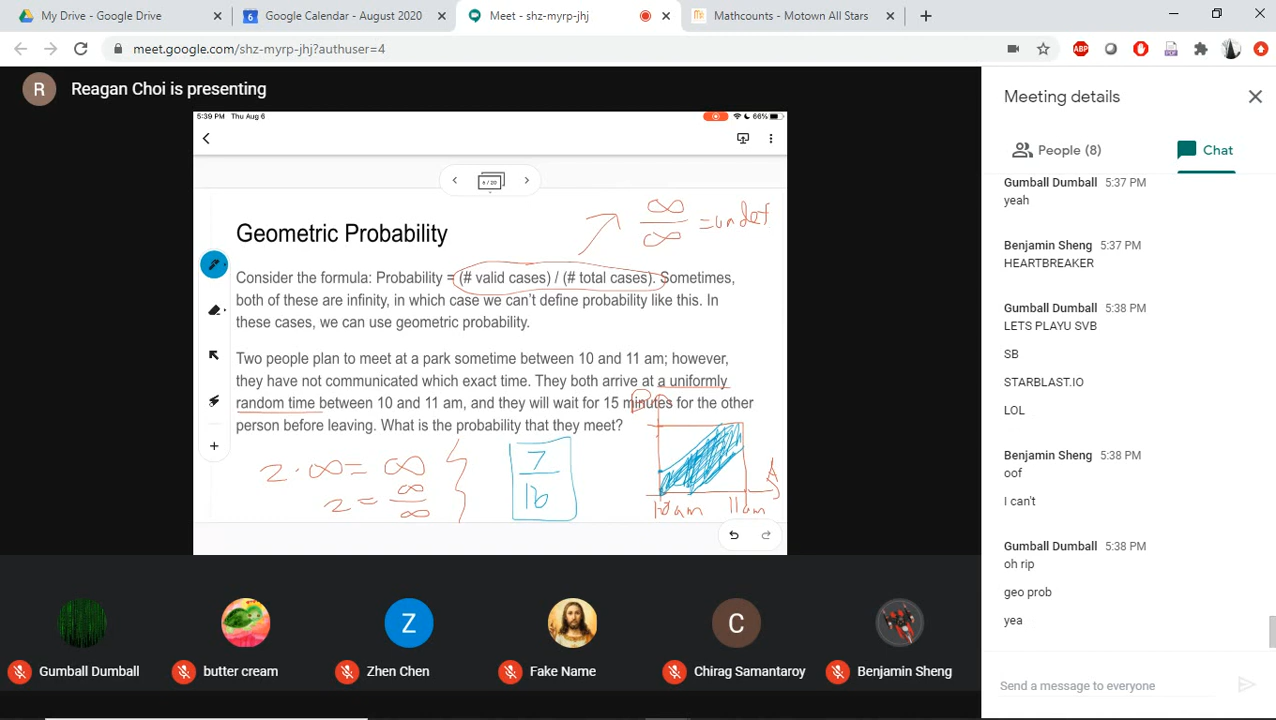 My Drive - Google Drive
Google Calendar - August 2020
Meet - shz-myrp-jhj
Mathcounts - Motown All Stars
meet.google.com/shz-myrp-jhj?authuser=4
ABP
R
Reagan Choi is presenting
5:39 PM Thu Aug 6
66%
6 / 20
∞
∞
= undef
Geometric Probability
Consider the formula: Probability = (# valid cases) / (# total cases). Sometimes,
both of these are infinity, in which case we can't define probability like this. In
these cases, we can use geometric probability.
Two people plan to meet at a park sometime between 10 and 11 am; however,
they have not communicated which exact time. They both arrive at a uniformly
random time between 10 and 11 am, and they will wait for 15 minutes for the other
person before leaving. What is the probability that they meet?
2 · ∞ = ∞
2 = ∞
∞
7
16
B
A
10am 11am
Gumball Dumball
butter cream
Z
Zhen Chen
Fake Name
C
Chirag Samantaroy
Benjamin Sheng
Meeting details
People (8)
Chat
Gumball Dumball 5:37 PM
yeah
Benjamin Sheng 5:37 PM
HEARTBREAKER
Gumball Dumball 5:38 PM
LETS PLAYU SVB
SB
STARBLAST.IO
LOL
Benjamin Sheng 5:38 PM
oof
I can't
Gumball Dumball 5:38 PM
oh rip
geo prob
yea
Send a message to everyone